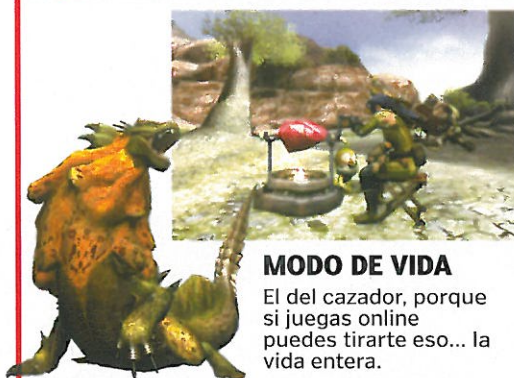 MODO DE VIDA
El del cazador, porque
si juegas online
puedes tirarte eso... la
vida entera.